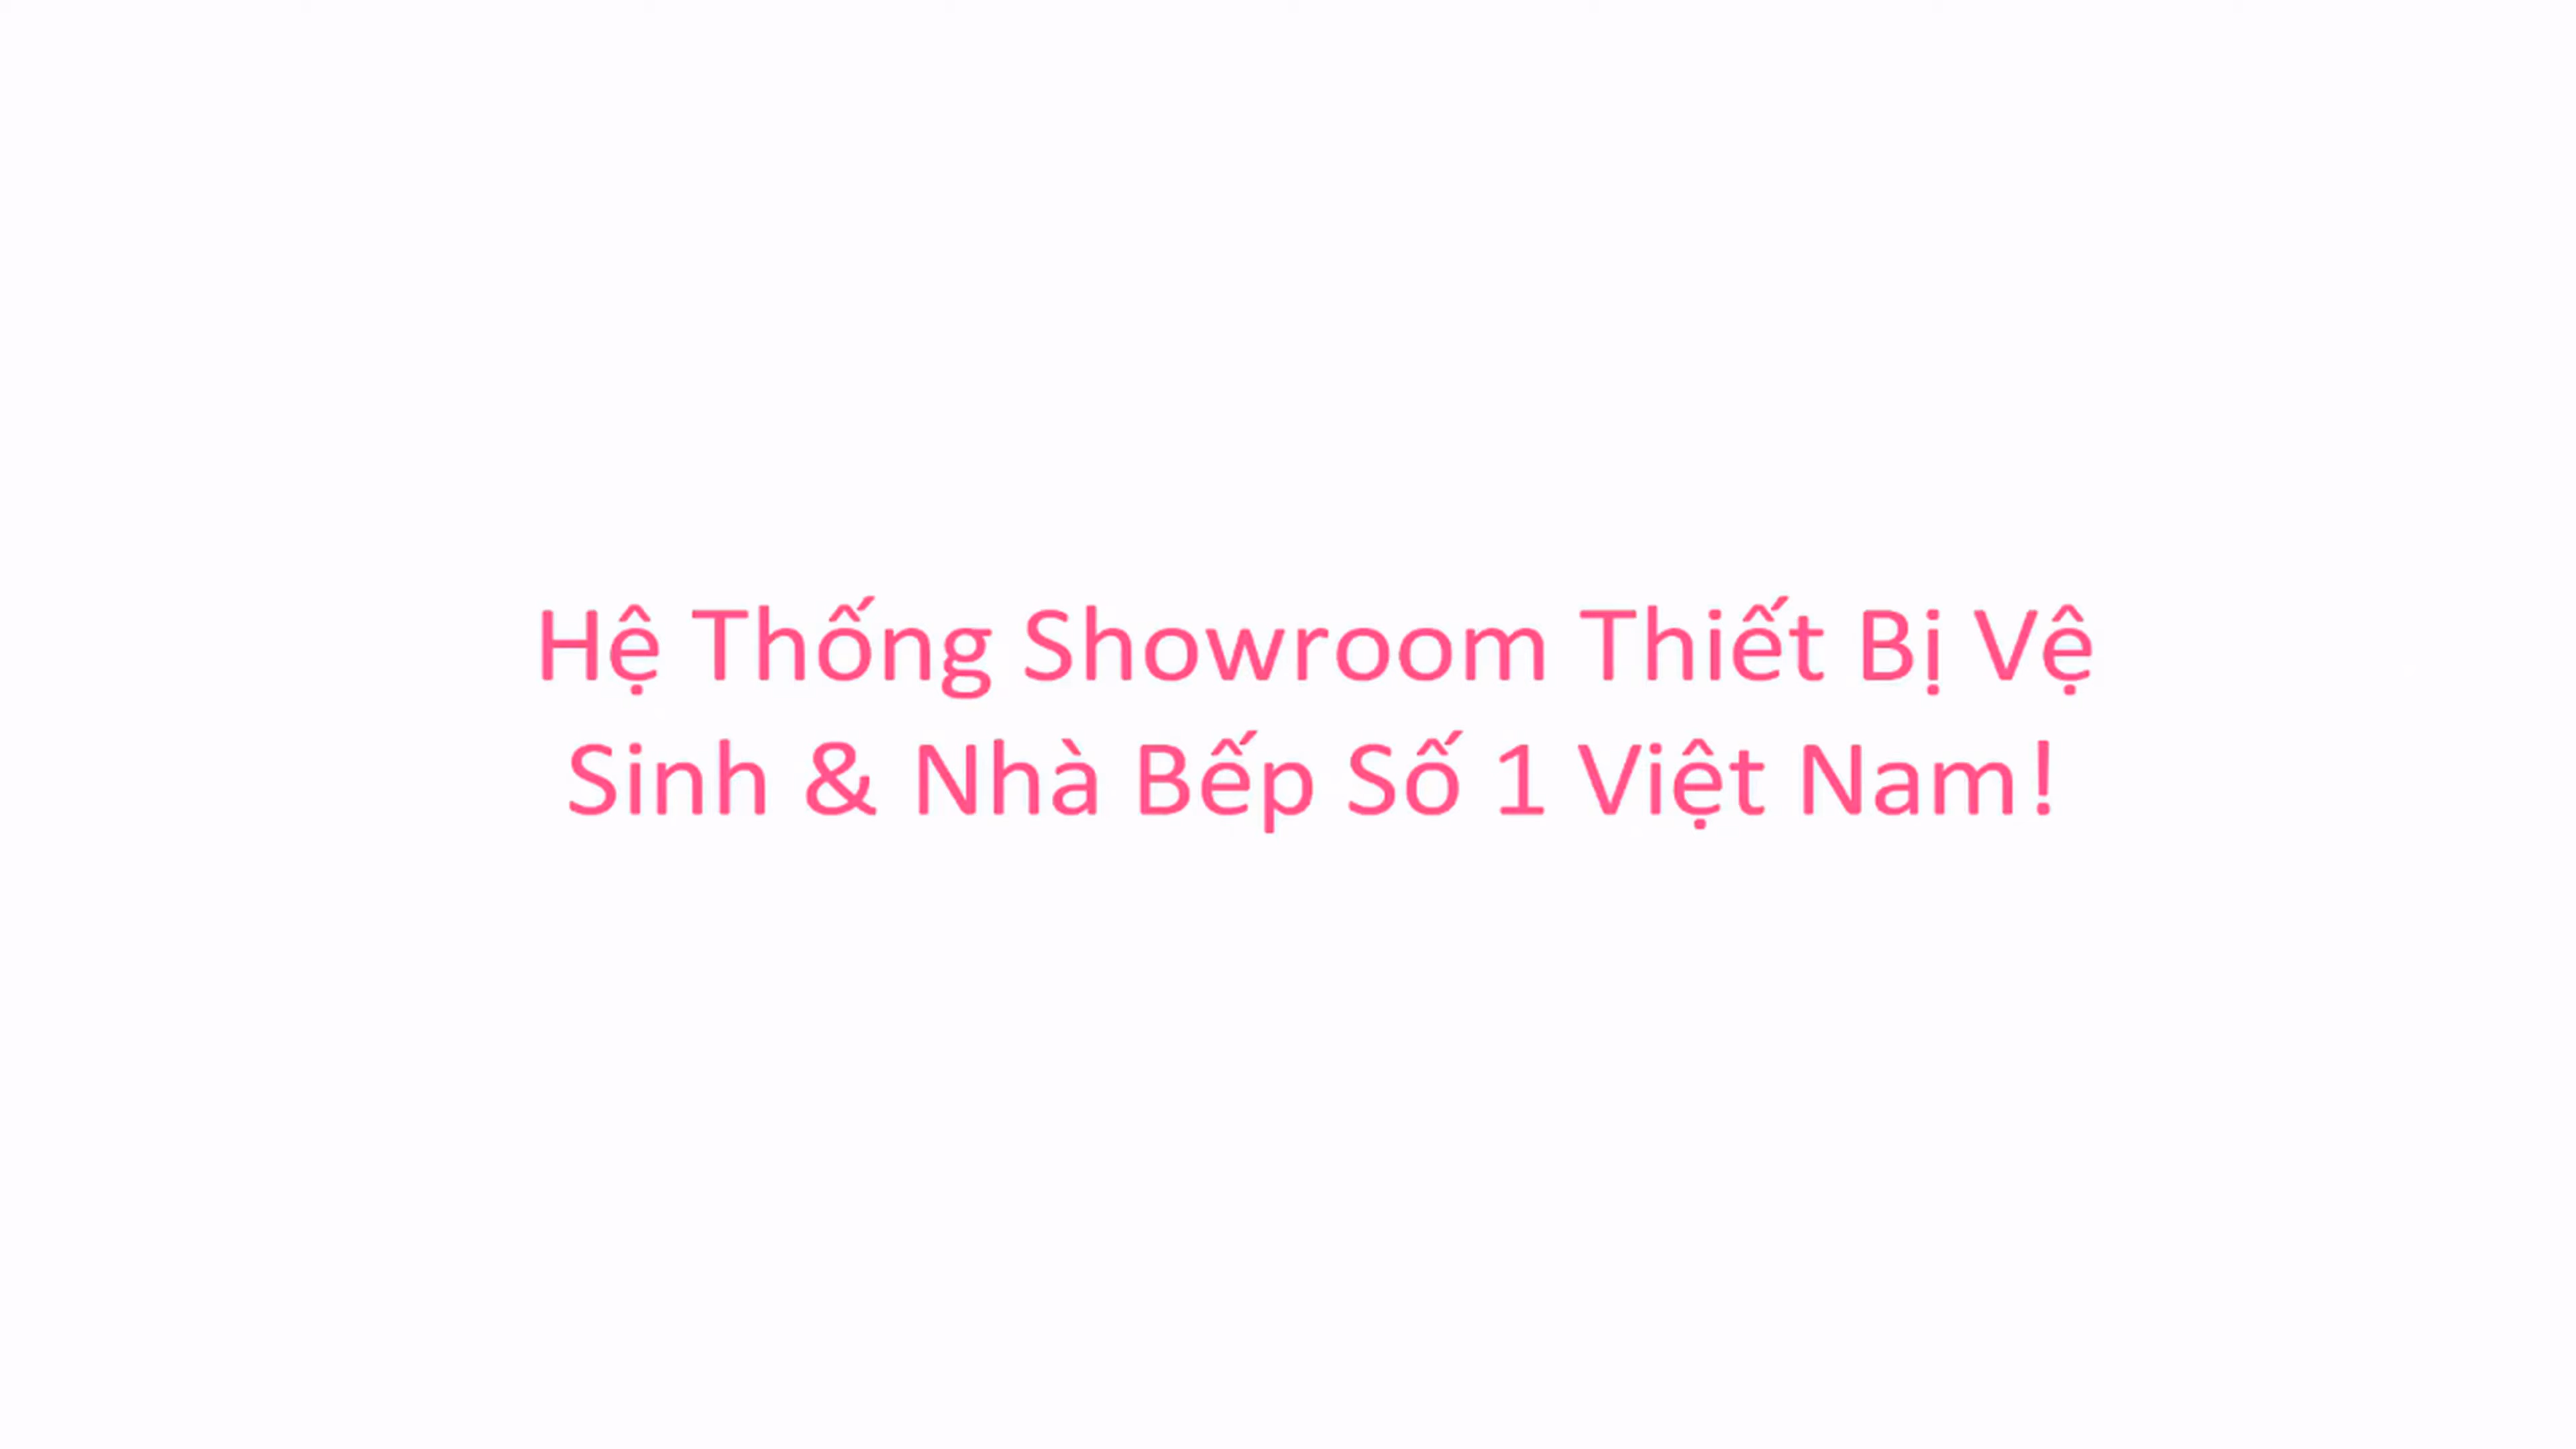 Hệ Thống Showroom Thiết Bị Vệ
Sinh & Nhà Bếp Số 1 Việt Nam!